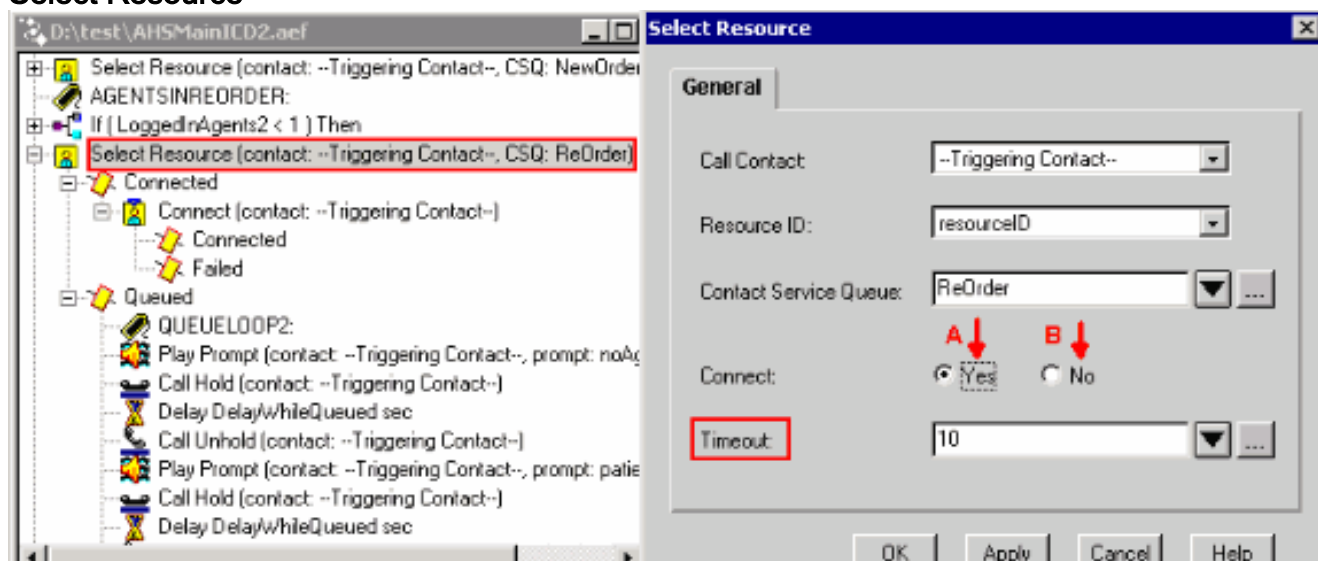 Select Resource
D:\test\AHSMainICD2.aef
Select Resource (contact: --Triggering Contact--, CSQ: NewOrder
AGENTSINREORDER:
If ( LoggedInAgents2 < 1 ) Then
Select Resource (contact: --Triggering Contact--, CSQ: ReOrder)
Connected
Connect (contact: --Triggering Contact--)
Connected
Failed
Queued
QUEUELOOP2:
Play Prompt (contact: --Triggering Contact--, prompt: noAg
Call Hold (contact: --Triggering Contact--)
Delay DelayWhileQueued sec
Call Unhold (contact: --Triggering Contact--)
Play Prompt (contact: --Triggering Contact--, prompt: patie
Call Hold (contact: --Triggering Contact--)
Delay DelayWhileQueued sec
Select Resource
General
Call Contact: --Triggering Contact--
Resource ID: resourceID
Contact Service Queue: ReOrder ...
A B
Connect: Yes No
Timeout: 10 ...
OK Apply Cancel Help